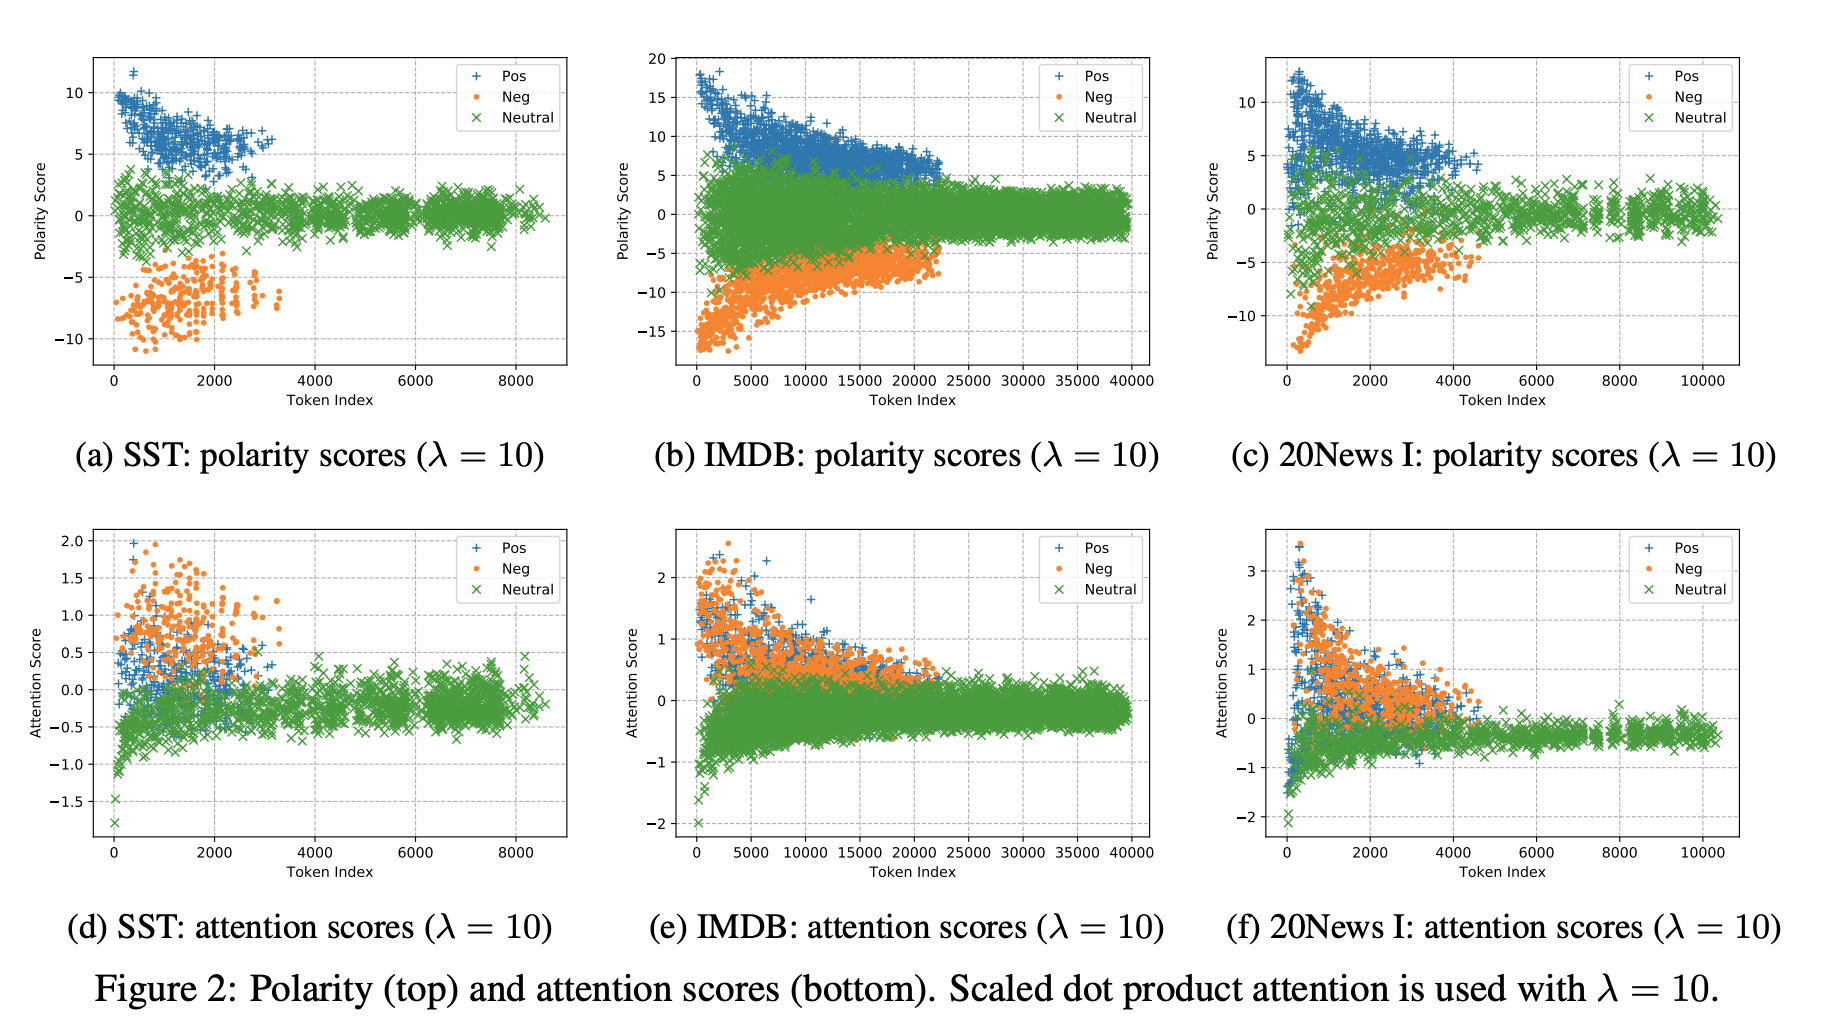 Polarity Score
10
5
0
−5
−10
0 2000 4000 6000 8000
Token Index
Pos
Neg
Neutral
(a) SST: polarity scores (λ = 10)
Polarity Score
20
15
10
5
0
−5
−10
−15
0 5000 10000 15000 20000 25000 30000 35000 40000
Token Index
Pos
Neg
Neutral
(b) IMDB: polarity scores (λ = 10)
Polarity Score
10
5
0
−5
−10
0 2000 4000 6000 8000 10000
Token Index
Pos
Neg
Neutral
(c) 20News I: polarity scores (λ = 10)
Attention Score
2.0
1.5
1.0
0.5
0.0
−0.5
−1.0
−1.5
0 2000 4000 6000 8000
Token Index
Pos
Neg
Neutral
(d) SST: attention scores (λ = 10)
Attention Score
2
1
0
−1
−2
0 5000 10000 15000 20000 25000 30000 35000 40000
Token Index
Pos
Neg
Neutral
(e) IMDB: attention scores (λ = 10)
Attention Score
3
2
1
0
−1
−2
0 2000 4000 6000 8000 10000
Token Index
Pos
Neg
Neutral
(f) 20News I: attention scores (λ = 10)
Figure 2: Polarity (top) and attention scores (bottom). Scaled dot product attention is used with λ = 10.